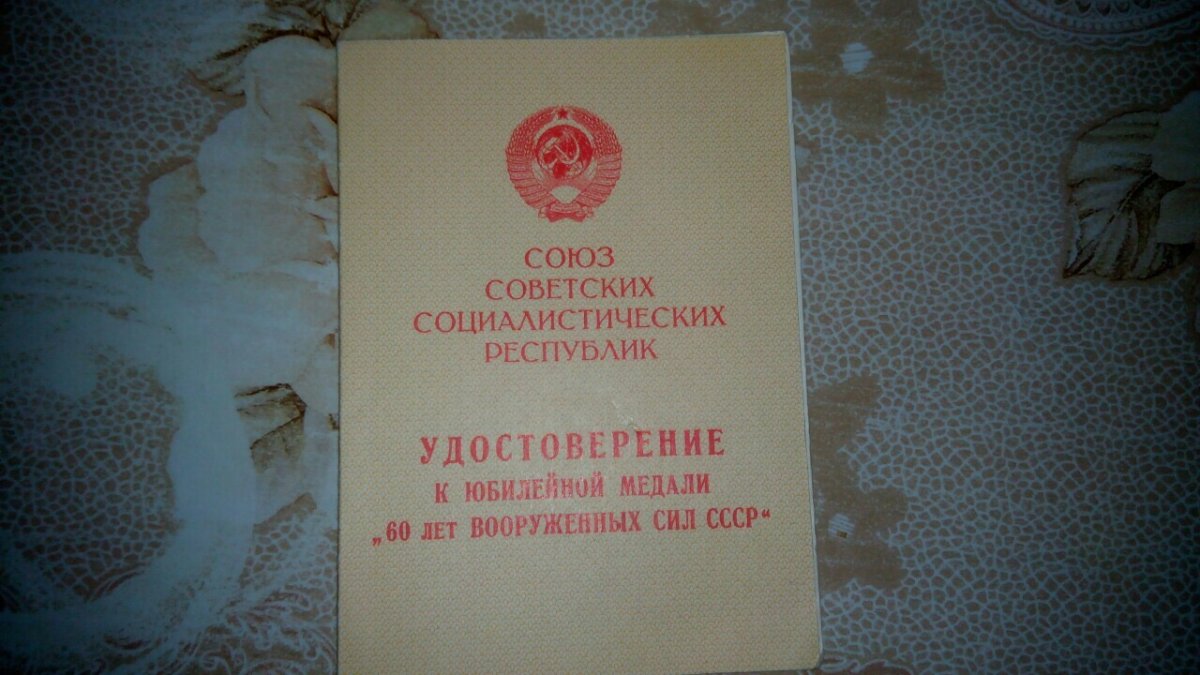 СОЮЗ
СОВЕТСКИХ
СОЦИАЛИСТИЧЕСКИХ
РЕСПУБЛИК
УДОСТОВЕРЕНИЕ
К ЮБИЛЕЙНОЙ МЕДАЛИ
„60 ЛЕТ ВООРУЖЕННЫХ СИЛ СССР“